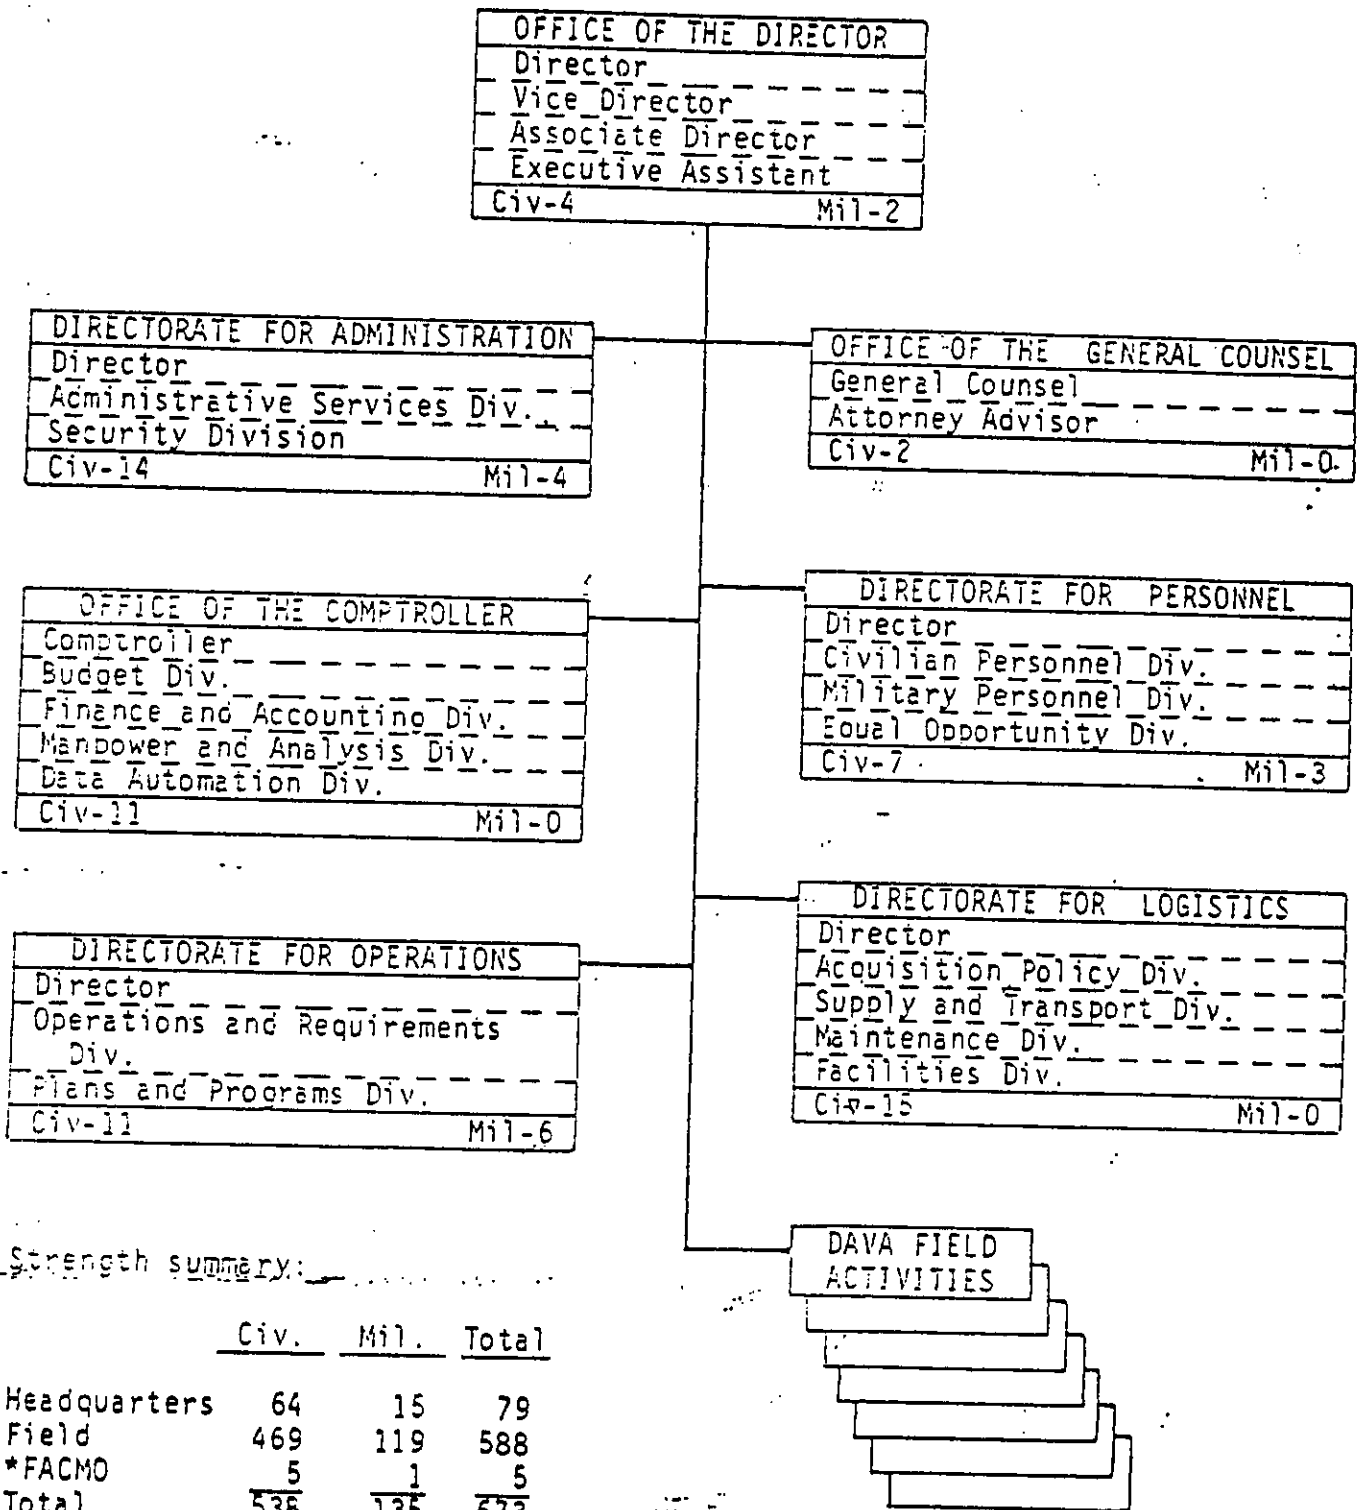 OFFICE OF THE DIRECTOR
Director
Vice Director
Associate Director
Executive Assistant
Civ-4 Mil-2
DIRECTORATE FOR ADMINISTRATION
Director
Administrative Services Div.
Security Division
Civ-14 Mil-4
OFFICE OF THE GENERAL COUNSEL
General Counsel
Attorney Advisor
Civ-2 Mil-0
OFFICE OF THE COMPTROLLER
Comptroller
Budget Div.
Finance and Accounting Div.
Manpower and Analysis Div.
Data Automation Div.
Civ-11 Mil-0
DIRECTORATE FOR PERSONNEL
Director
Civilian Personnel Div.
Military Personnel Div.
Equal Opportunity Div.
Civ-7 Mil-3
DIRECTORATE FOR OPERATIONS
Director
Operations and Requirements
Div.
Plans and Programs Div.
Civ-11 Mil-6
DIRECTORATE FOR LOGISTICS
Director
Acquisition Policy Div.
Supply and Transport Div.
Maintenance Div.
Facilities Div.
Civ-15 Mil-0
DAVA FIELD
ACTIVITIES
Strength summary:
Civ. Mil. Total
Headquarters 64 15 79
Field 469 119 588
*FACMO 5 1 5
Total 538 135 673